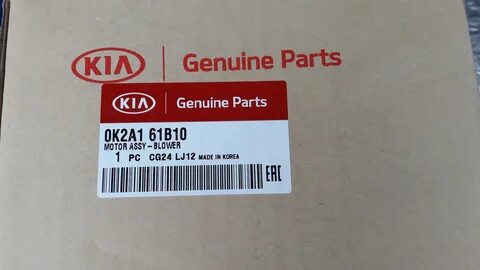 KIA Genuine Parts
KIA Genuine Parts
0K2A1 61B10
MOTOR ASSY-BLOWER
1 PC CG24 LJ12 MADE IN KOREA
EAC